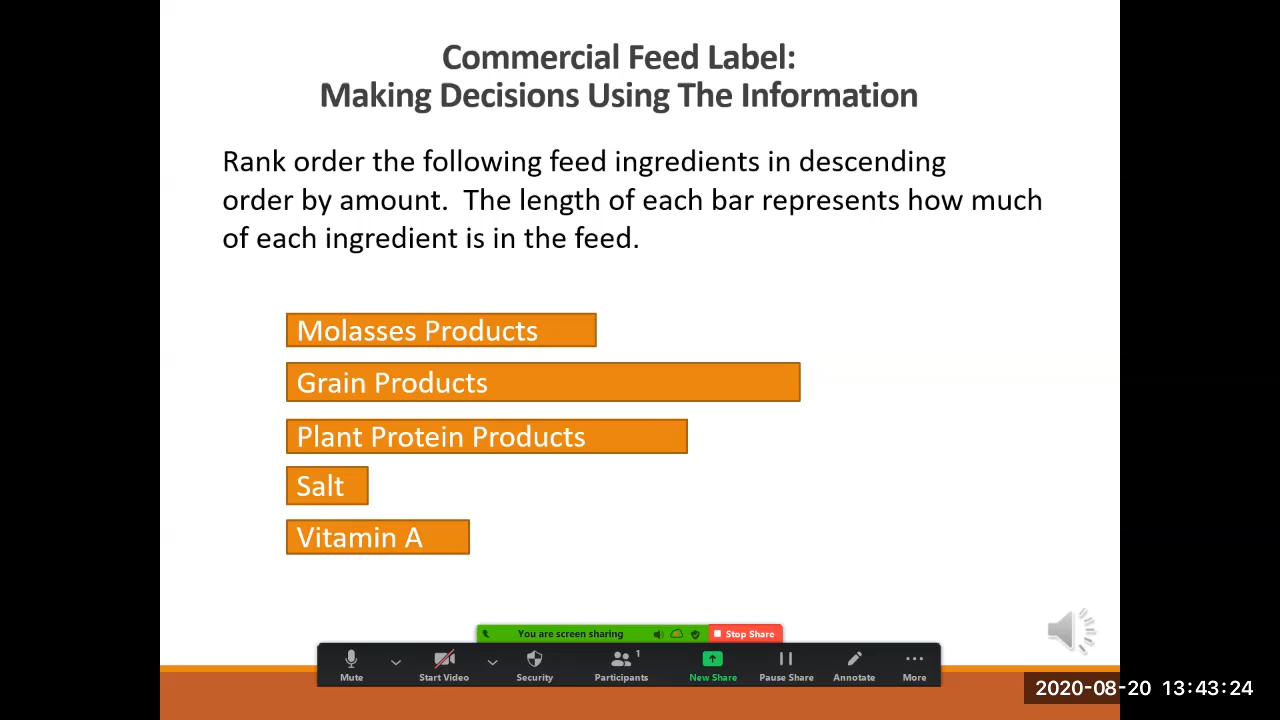 Commercial Feed Label:
Making Decisions Using The Information
Rank order the following feed ingredients in descending
order by amount.  The length of each bar represents how much
of each ingredient is in the feed.
Molasses Products
Grain Products
Plant Protein Products
Salt
Vitamin A
You are screen sharing
Stop Share
1
Mute
Start Video
Security
Participants
New Share
Pause Share
Annotate
More
2020-08-20 13:43:24